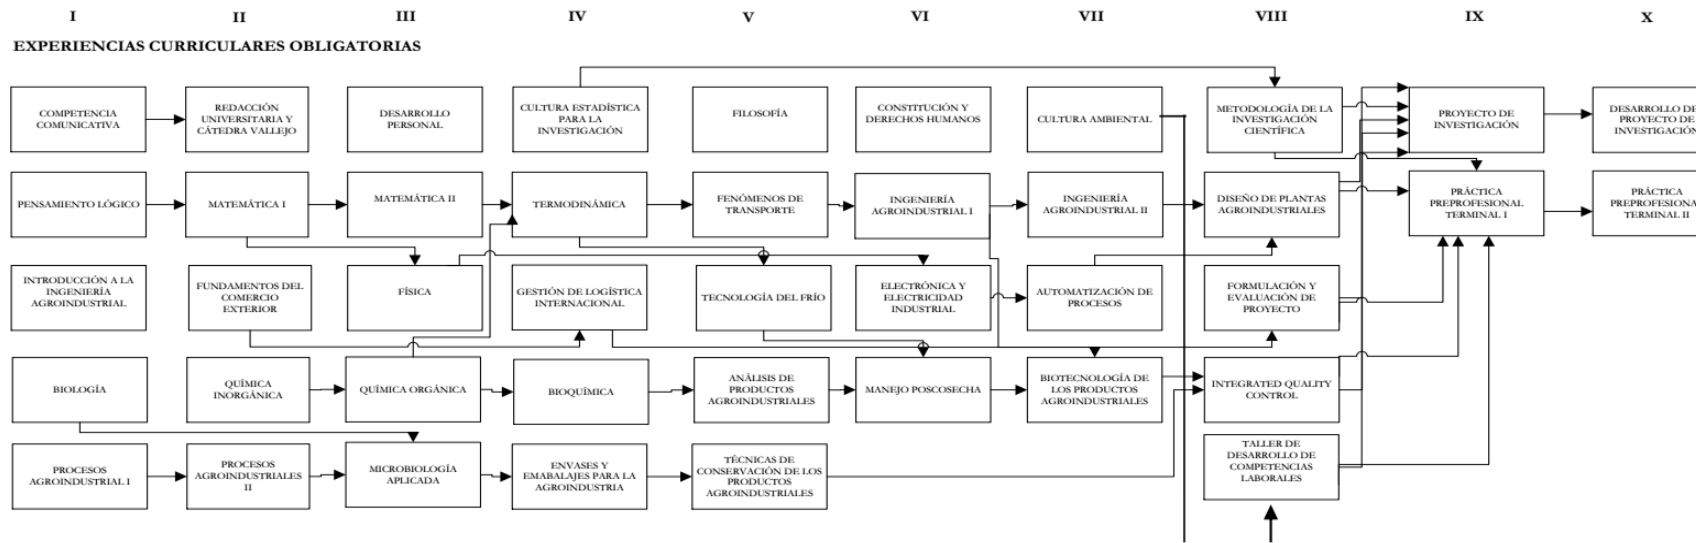 I II III IV V VI VII VIII IX X
EXPERIENCIAS CURRICULARES OBLIGATORIAS
COMPETENCIA
COMUNICATIVA
REDACCIÓN
UNIVERSITARIA Y
CÁTEDRA VALLEJO
DESARROLLO
PERSONAL
CULTURA ESTADÍSTICA
PARA LA
INVESTIGACIÓN
FILOSOFÍA
CONSTITUCIÓN Y
DERECHOS HUMANOS
CULTURA AMBIENTAL
METODOLOGÍA DE LA
INVESTIGACIÓN
CIENTÍFICA
PROYECTO DE
INVESTIGACIÓN
DESARROLLO DE
PROYECTO DE
INVESTIGACIÓN
PENSAMIENTO LÓGICO
MATEMÁTICA I
MATEMÁTICA II
TERMODINÁMICA
FENÓMENOS DE
TRANSPORTE
INGENIERÍA
AGROINDUSTRIAL I
INGENIERÍA
AGROINDUSTRIAL II
DISEÑO DE PLANTAS
AGROINDUSTRIALES
PRÁCTICA
PREPROFESIONAL
TERMINAL I
PRÁCTICA
PREPROFESIONA
TERMINAL II
INTRODUCCIÓN A LA
INGENIERÍA
AGROINDUSTRIAL
FUNDAMENTOS DEL
COMERCIO
EXTERIOR
FÍSICA
GESTIÓN DE LOGÍSTICA
INTERNACIONAL
TECNOLOGÍA DEL FRÍO
ELECTRÓNICA Y
ELECTRICIDAD
INDUSTRIAL
AUTOMATIZACIÓN DE
PROCESOS
FORMULACIÓN Y
EVALUACIÓN DE
PROYECTO
BIOLOGÍA
QUÍMICA
INORGÁNICA
QUÍMICA ORGÁNICA
BIOQUÍMICA
ANÁLISIS DE
PRODUCTOS
AGROINDUSTRIALES
MANEJO POSCOSECHA
BIOTECNOLOGÍA DE
LOS PRODUCTOS
AGROINDUSTRIALES
INTEGRATED QUALITY
CONTROL
PROCESOS
AGROINDUSTRIAL I
PROCESOS
AGROINDUSTRIALES
II
MICROBIOLOGÍA
APLICADA
ENVASES Y
EMABALAJES PARA LA
AGROINDUSTRIA
TÉCNICAS DE
CONSERVACIÓN DE LOS
PRODUCTOS
AGROINDUSTRIALES
TALLER DE
DESARROLLO DE
COMPETENCIAS
LABORALES